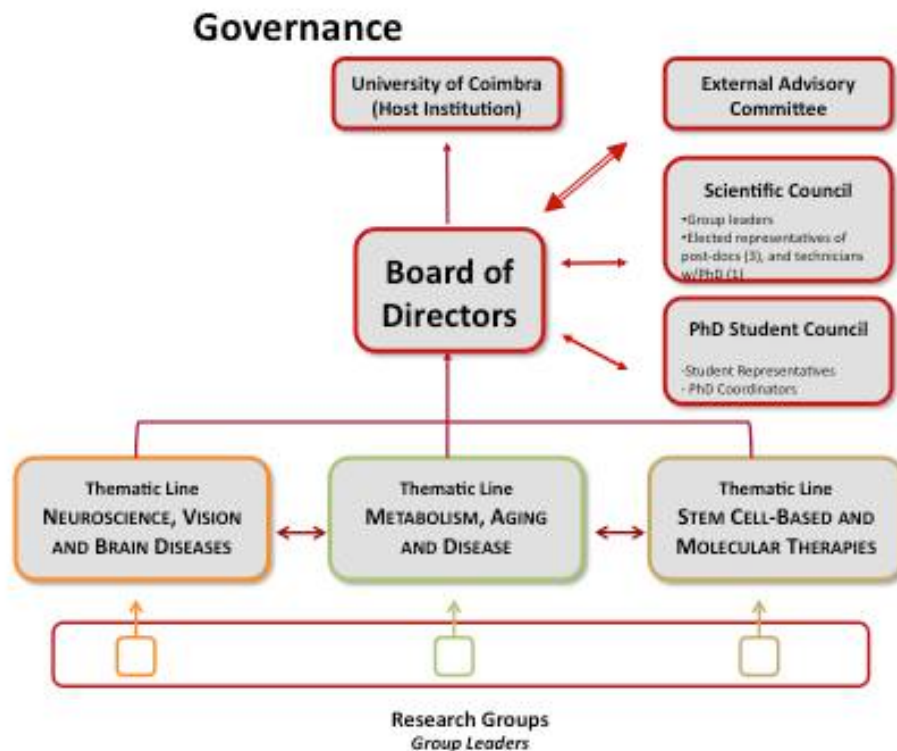 Governance
University of Coimbra
(Host Institution)
External Advisory
Committee
Scientific Council
•Group leaders
•Elected representatives of
post-docs (3), and technicians
w/PhD (1)
Board of
Directors
PhD Student Council
-Student Representatives
- PhD Coordinators
Thematic Line
NEUROSCIENCE, VISION
AND BRAIN DISEASES
Thematic Line
METABOLISM, AGING
AND DISEASE
Thematic Line
STEM CELL-BASED AND
MOLECULAR THERAPIES
Research Groups
Group Leaders